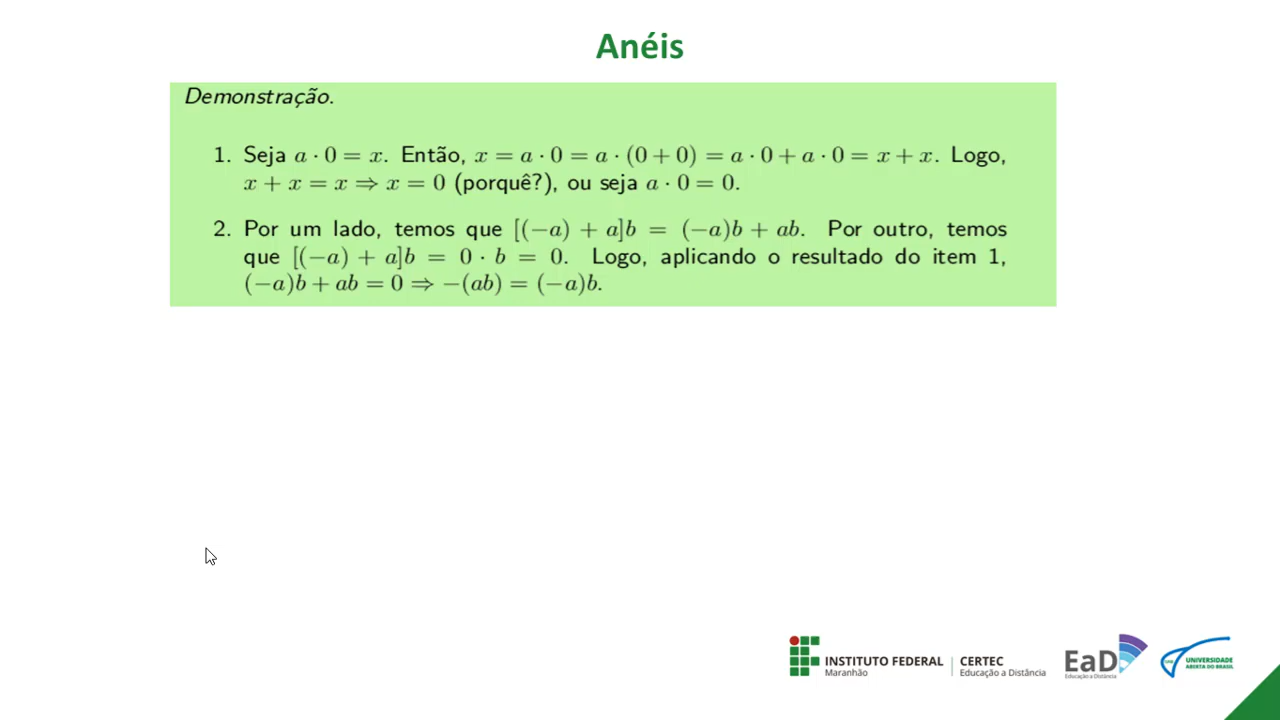 Anéis
Demonstração.
1. Seja a · 0 = x. Então, x = a · 0 = a · (0 + 0) = a · 0 + a · 0 = x + x. Logo,
x + x = x ⇒ x = 0 (porquê?), ou seja a · 0 = 0.
2. Por um lado, temos que [(−a) + a]b = (−a)b + ab. Por outro, temos
que [(−a) + a]b = 0 · b = 0. Logo, aplicando o resultado do item 1,
(−a)b + ab = 0 ⇒ −(ab) = (−a)b.
INSTITUTO FEDERAL
Maranhão
CERTEC
Educação a Distância
EaD
Educação a Distância
UNIVERSIDADE
ABERTA DO BRASIL